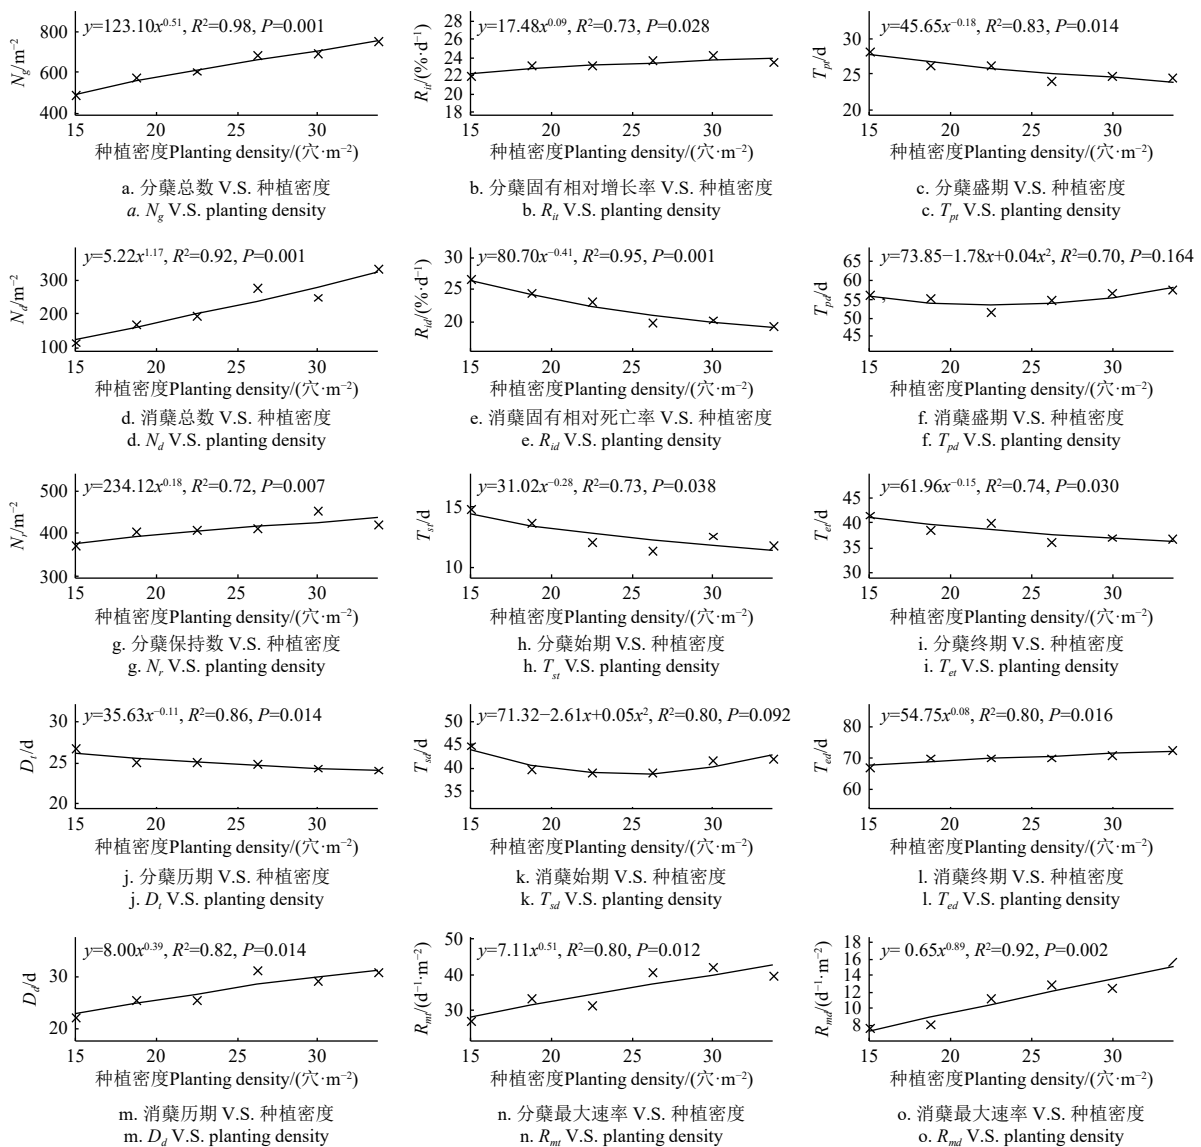 y=123.10x^0.51, R²=0.98, P=0.001
N_g/m⁻²
800
600
400
15 20 25 30
种植密度Planting density/(穴·m⁻²)
a. 分蘖总数 V.S. 种植密度
a. N_g V.S. planting density
y=17.48x^0.09, R²=0.73, P=0.028
R_it/(%·d⁻¹)
28
26
24
22
20
18
15 20 25 30
种植密度Planting density/(穴·m⁻²)
b. 分蘖固有相对增长率 V.S. 种植密度
b. R_it V.S. planting density
y=45.65x^−0.18, R²=0.83, P=0.014
T_pt/d
30
25
20
15 20 25 30
种植密度Planting density/(穴·m⁻²)
c. 分蘖盛期 V.S. 种植密度
c. T_pt V.S. planting density
y=5.22x^1.17, R²=0.92, P=0.001
N_d/m⁻²
300
200
100
15 20 25 30
种植密度Planting density/(穴·m⁻²)
d. 消蘖总数 V.S. 种植密度
d. N_d V.S. planting density
y=80.70x^−0.41, R²=0.95, P=0.001
R_id/(%·d⁻¹)
30
25
20
15 20 25 30
种植密度Planting density/(穴·m⁻²)
e. 消蘖固有相对死亡率 V.S. 种植密度
e. R_id V.S. planting density
y=73.85−1.78x+0.04x², R²=0.70, P=0.164
T_pd/d
65
60
55
50
45
15 20 25 30
种植密度Planting density/(穴·m⁻²)
f. 消蘖盛期 V.S. 种植密度
f. T_pd V.S. planting density
y=234.12x^0.18, R²=0.72, P=0.007
N_r/m⁻²
500
400
300
15 20 25 30
种植密度Planting density/(穴·m⁻²)
g. 分蘖保持数 V.S. 种植密度
g. N_r V.S. planting density
y=31.02x^−0.28, R²=0.73, P=0.038
T_st/d
15
10
15 20 25 30
种植密度Planting density/(穴·m⁻²)
h. 分蘖始期 V.S. 种植密度
h. T_st V.S. planting density
y=61.96x^−0.15, R²=0.74, P=0.030
T_et/d
45
40
35
30
15 20 25 30
种植密度Planting density/(穴·m⁻²)
i. 分蘖终期 V.S. 种植密度
i. T_et V.S. planting density
y=35.63x^−0.11, R²=0.86, P=0.014
D_t/d
30
25
20
15 20 25 30
种植密度Planting density/(穴·m⁻²)
j. 分蘖历期 V.S. 种植密度
j. D_t V.S. planting density
y=71.32−2.61x+0.05x², R²=0.80, P=0.092
T_sd/d
50
45
40
35
15 20 25 30
种植密度Planting density/(穴·m⁻²)
k. 消蘖始期 V.S. 种植密度
k. T_sd V.S. planting density
y=54.75x^0.08, R²=0.80, P=0.016
T_ed/d
80
70
60
15 20 25 30
种植密度Planting density/(穴·m⁻²)
l. 消蘖终期 V.S. 种植密度
l. T_ed V.S. planting density
y=8.00x^0.39, R²=0.82, P=0.014
D_d/d
30
20
15 20 25 30
种植密度Planting density/(穴·m⁻²)
m. 消蘖历期 V.S. 种植密度
m. D_d V.S. planting density
y=7.11x^0.51, R²=0.80, P=0.012
R_mt/(d⁻¹·m⁻²)
50
40
30
15 20 25 30
种植密度Planting density/(穴·m⁻²)
n. 分蘖最大速率 V.S. 种植密度
n. R_mt V.S. planting density
y= 0.65x^0.89, R²=0.92, P=0.002
R_md/(d⁻¹·m⁻²)
18
16
14
12
10
8
15 20 25 30
种植密度Planting density/(穴·m⁻²)
o. 消蘖最大速率 V.S. 种植密度
o. R_md V.S. planting density